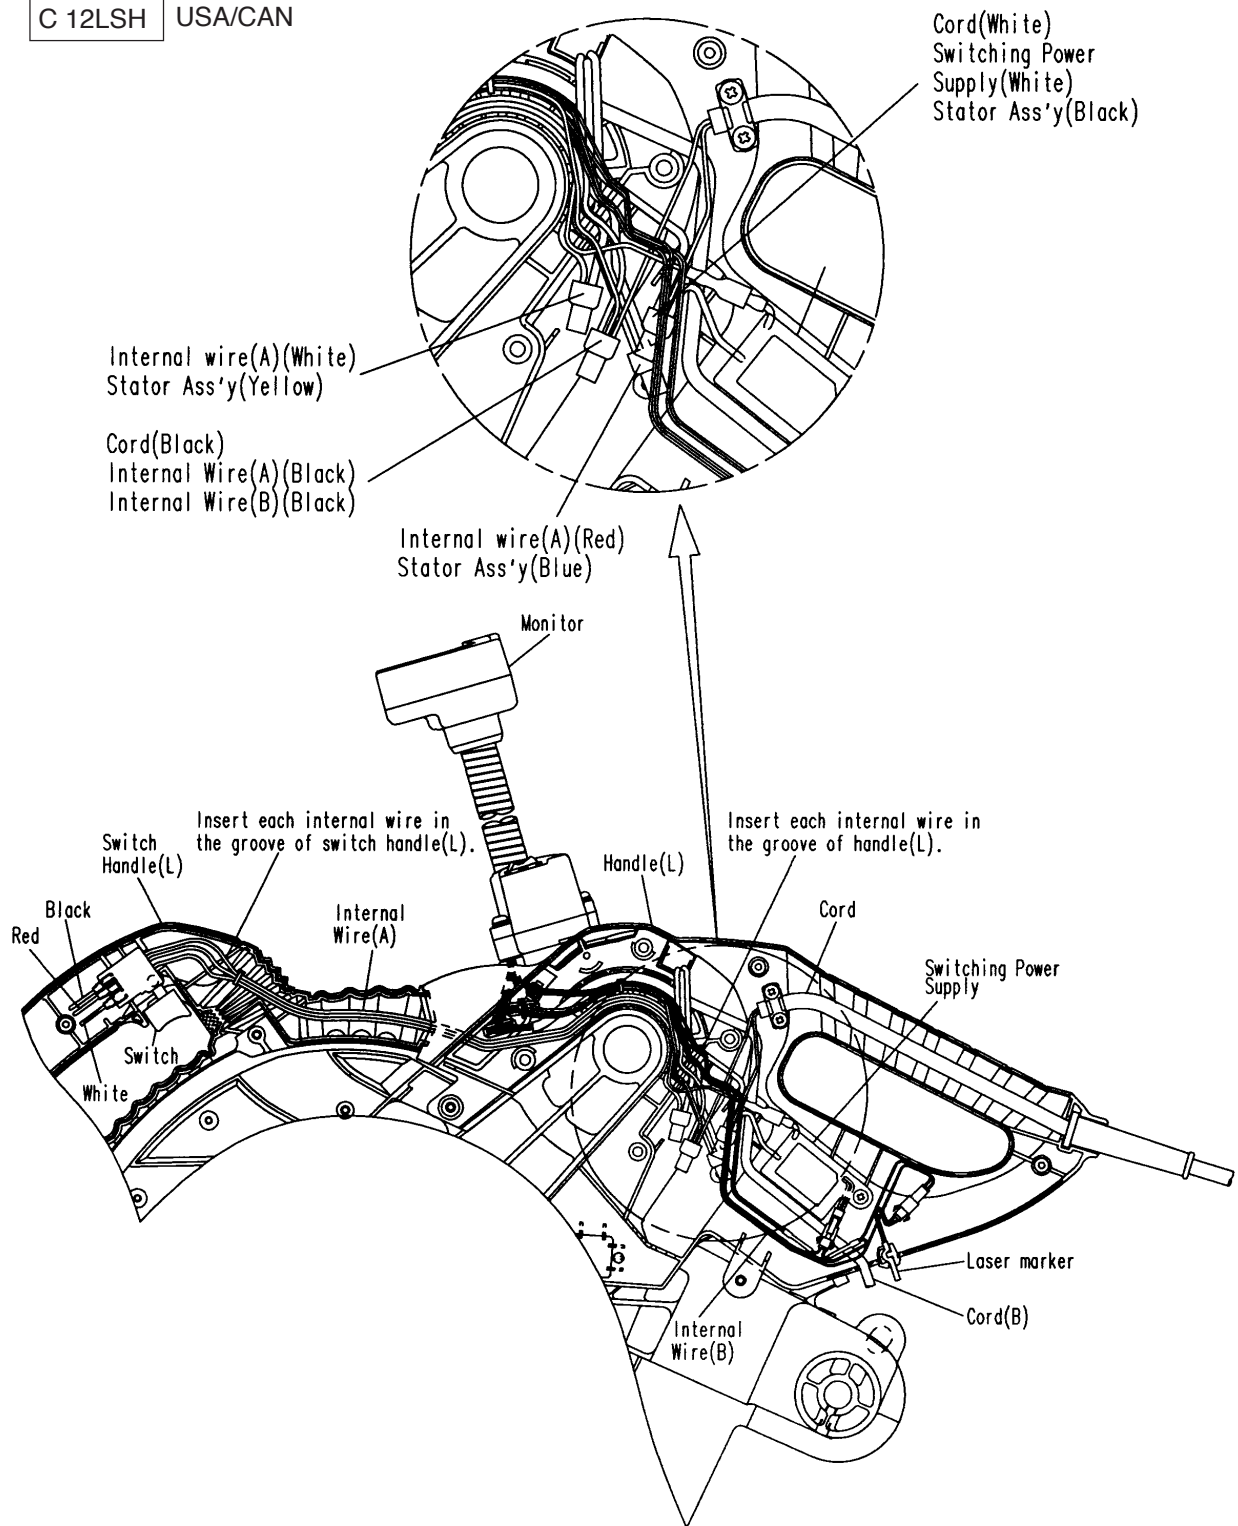 C 12LSH USA/CAN
Cord(White)
Switching Power
Supply(White)
Stator Ass'y(Black)
Internal wire(A)(White)
Stator Ass'y(Yellow)
Cord(Black)
Internal Wire(A)(Black)
Internal Wire(B)(Black)
Internal wire(A)(Red)
Stator Ass'y(Blue)
Monitor
Insert each internal wire in
the groove of switch handle(L).
Insert each internal wire in
the groove of handle(L).
Switch
Handle(L)
Handle(L)
Black
Red
Internal
Wire(A)
Cord
Switching Power
Supply
Switch
White
Laser marker
Cord(B)
Internal
Wire(B)